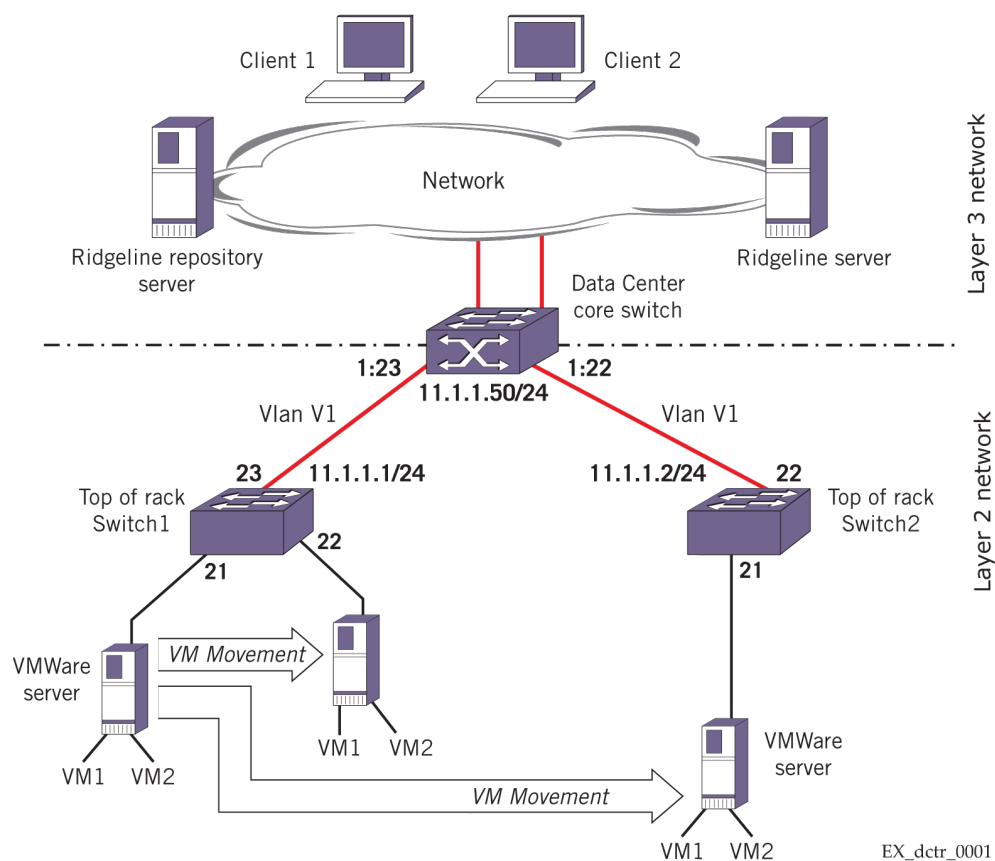 Client 1
Client 2
Network
Layer 3 network
Ridgeline repository
server
Ridgeline server
Data Center
core switch
1:23
1:22
11.1.1.50/24
Vlan V1
Vlan V1
23
11.1.1.1/24
11.1.1.2/24
22
Top of rack
Switch1
Top of rack
Switch2
Layer 2 network
22
21
21
VM Movement
VMWare
server
VM1
VM2
VM1
VM2
VMWare
server
VM Movement
VM1
VM2
EX_dctr_0001